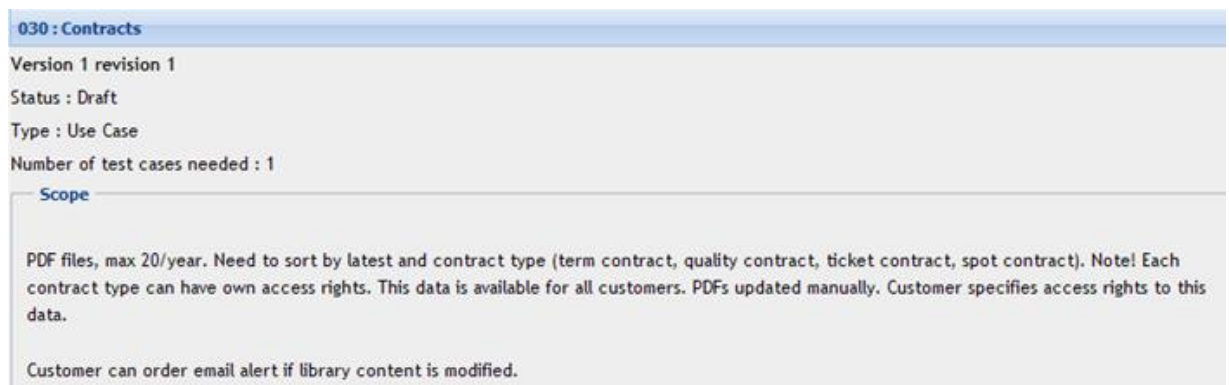 030 : Contracts
Version 1 revision 1
Status : Draft
Type : Use Case
Number of test cases needed : 1
Scope
PDF files, max 20/year. Need to sort by latest and contract type (term contract, quality contract, ticket contract, spot contract). Note! Each
contract type can have own access rights. This data is available for all customers. PDFs updated manually. Customer specifies access rights to this
data.
Customer can order email alert if library content is modified.